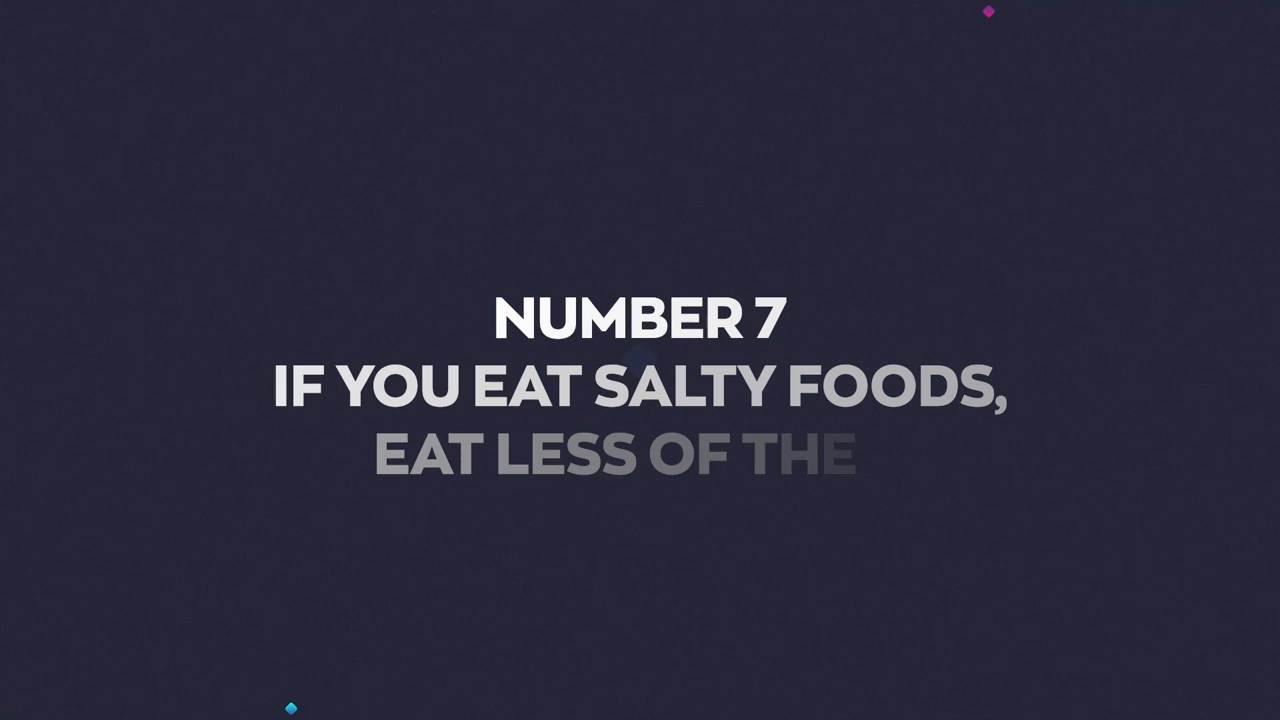 NUMBER 7
IF YOU EAT SALTY FOODS,
EAT LESS OF THE